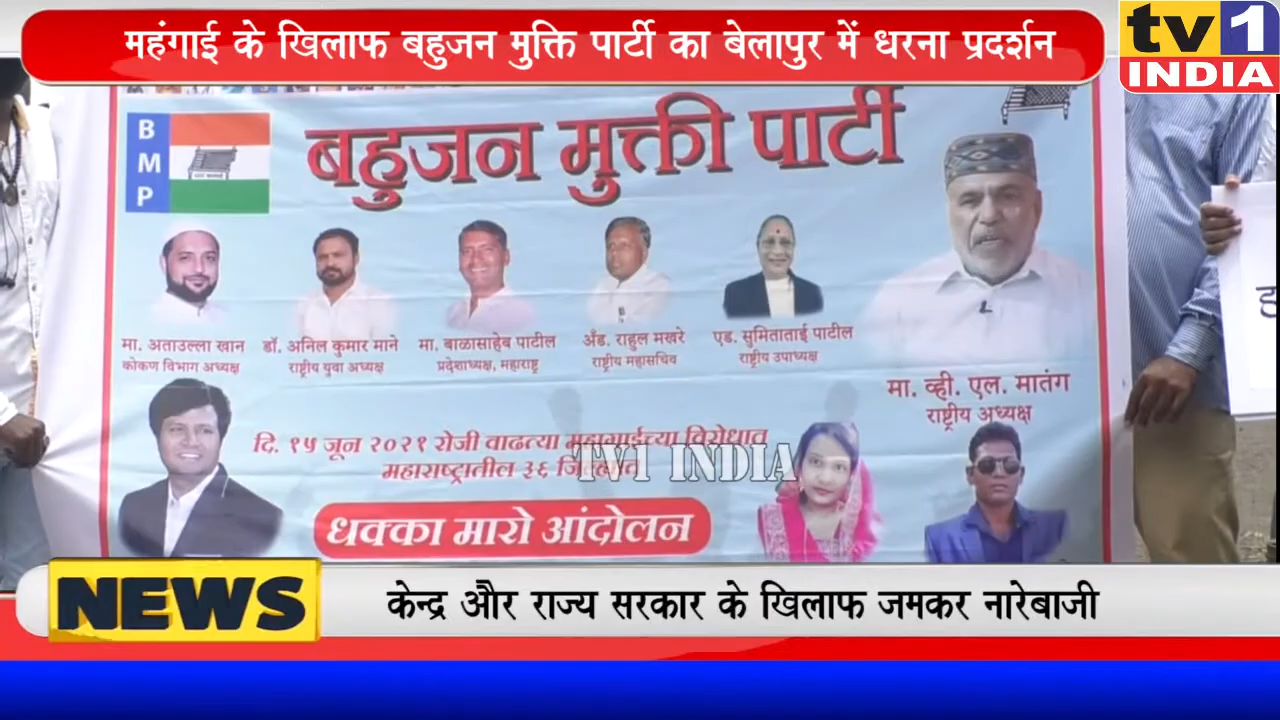 महंगाई के खिलाफ बहुजन मुक्ति पार्टी का बेलापुर में धरना प्रदर्शन
tv1
INDIA
BMP
बहुजन मुक्ती पार्टी
मा. अताउल्ला खान
कोकण विभाग अध्यक्ष
डॉ. अनिल कुमार माने
राष्ट्रीय युवा अध्यक्ष
मा. बाळासाहेब पाटील
प्रदेशाध्यक्ष, महाराष्ट्र
अँड. राहुल मखरे
राष्ट्रीय महासचिव
एड. सुमिताताई पाटील
राष्ट्रीय उपाध्यक्ष
मा. व्ही. एल. मातंग
राष्ट्रीय अध्यक्ष
दि. १५ जून २०२१ रोजी वाढत्या महागाईच्या विरोधात
महाराष्ट्रातील ३६ जिल्ह्यात
TV1 INDIA
धक्का मारो आंदोलन
NEWS
केन्द्र और राज्य सरकार के खिलाफ जमकर नारेबाजी